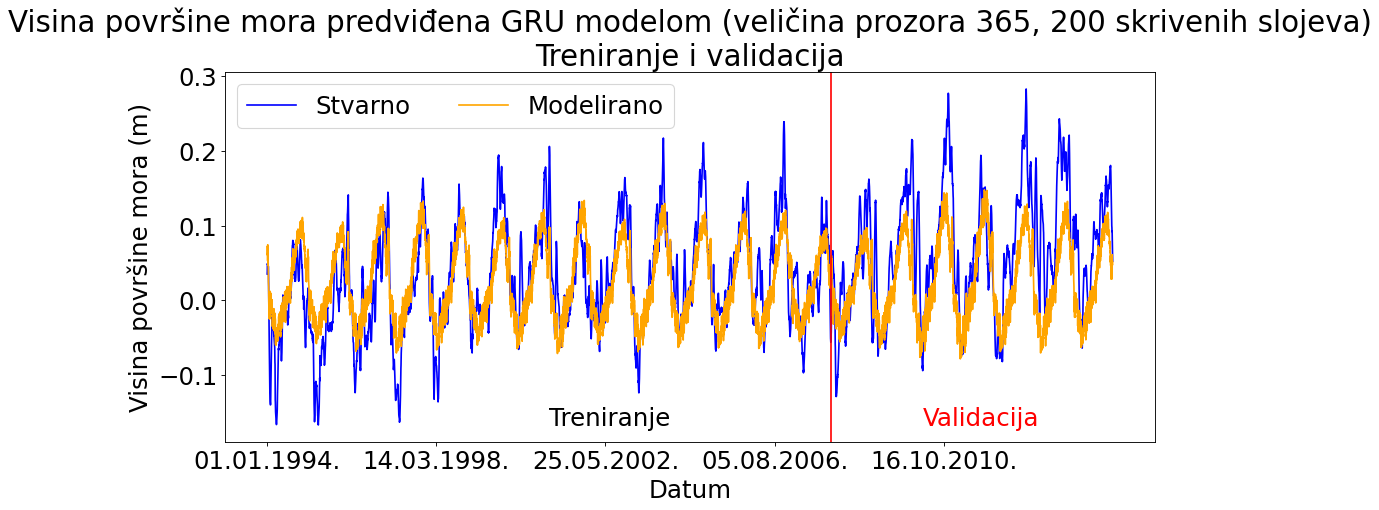 Visina površine mora predviđena GRU modelom (veličina prozora 365, 200 skrivenih slojeva)
Treniranje i validacija
Stvarno Modelirano
Visina površine mora (m)
0.3
0.2
0.1
0.0
−0.1
Treniranje Validacija
01.01.1994. 14.03.1998. 25.05.2002. 05.08.2006. 16.10.2010.
Datum